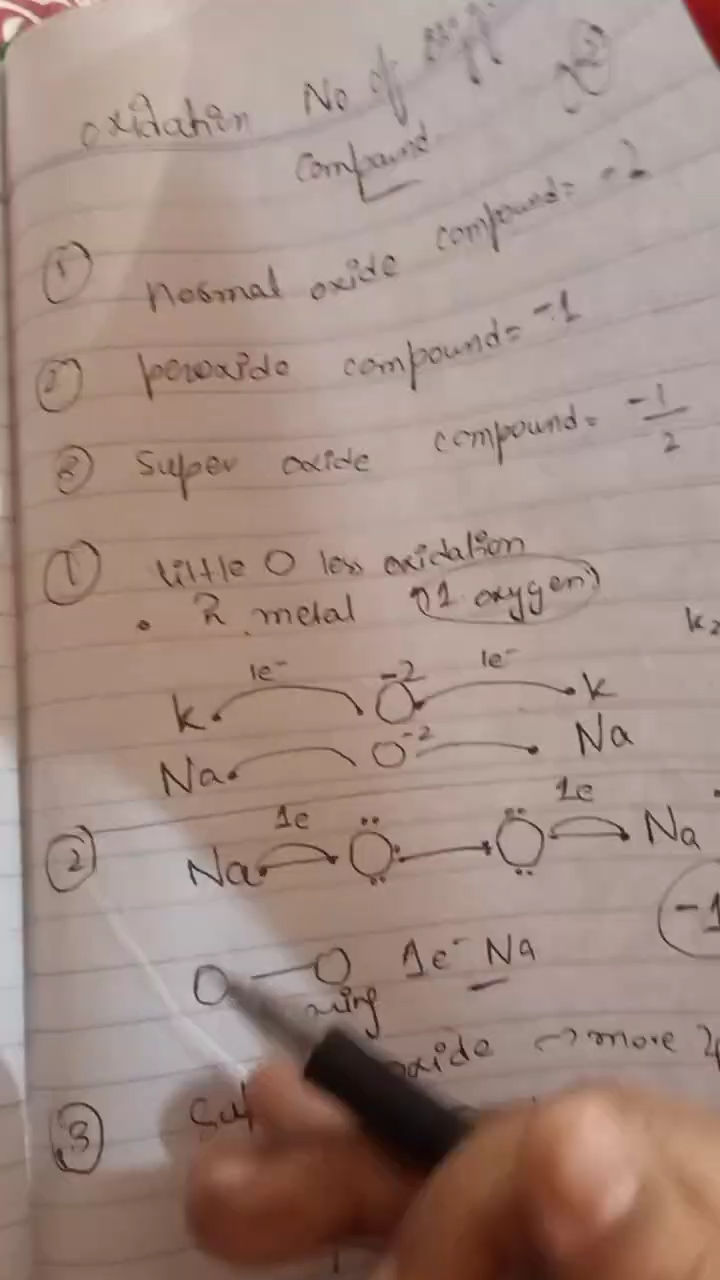 oxidation No of
compound
① normal oxide compound = -2
② peroxide compound = -1
③ Super oxide compound = -1/2
① little O less oxidation
• 2 metal 1 oxygen
1e⁻ -2 1e⁻
K O K
Na O⁻² Na
1e 1e
② Na O O Na
-1
O — O 1e⁻ Na
③ oxide → more